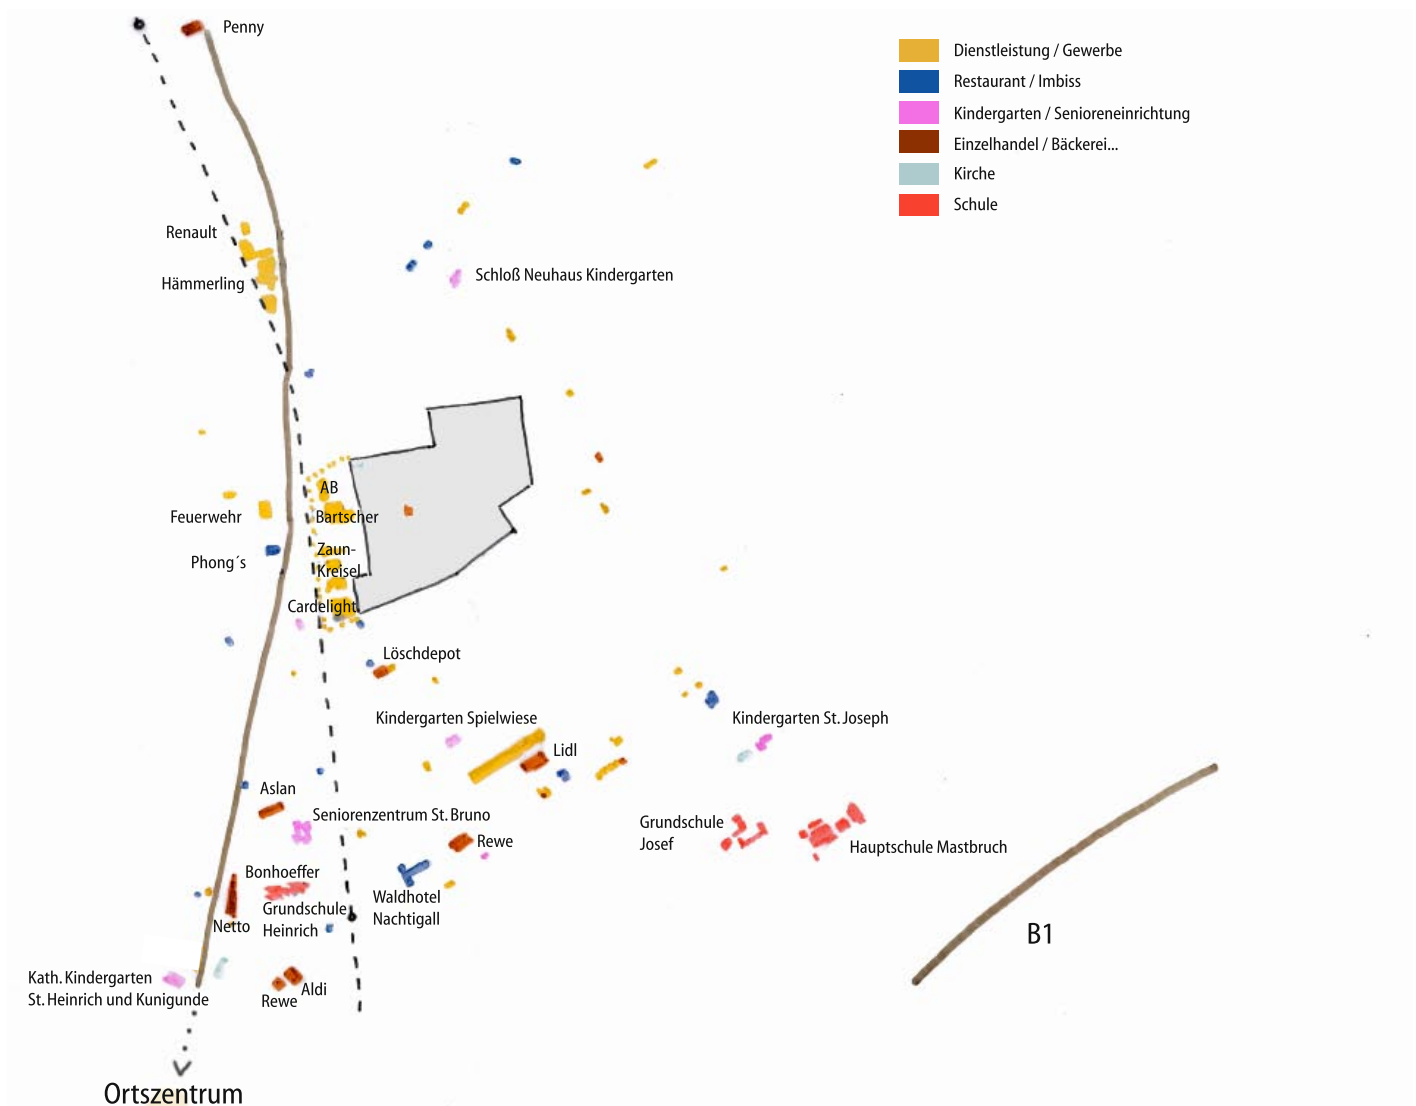 Penny
Dienstleistung / Gewerbe
Restaurant / Imbiss
Kindergarten / Senioreneinrichtung
Einzelhandel / Bäckerei...
Kirche
Schule
Renault
Hämmerling
Schloß Neuhaus Kindergarten
AB
Bartscher
Feuerwehr
Zaun-
Kreisel
Phong´s
Cardelight
Löschdepot
Kindergarten Spielwiese
Kindergarten St. Joseph
Lidl
Aslan
Seniorenzentrum St. Bruno
Rewe
Grundschule
Josef
Hauptschule Mastbruch
Bonhoeffer
Waldhotel
Nachtigall
Grundschule
Heinrich
Netto
B1
Kath. Kindergarten
St. Heinrich und Kunigunde
Aldi
Rewe
Ortszentrum